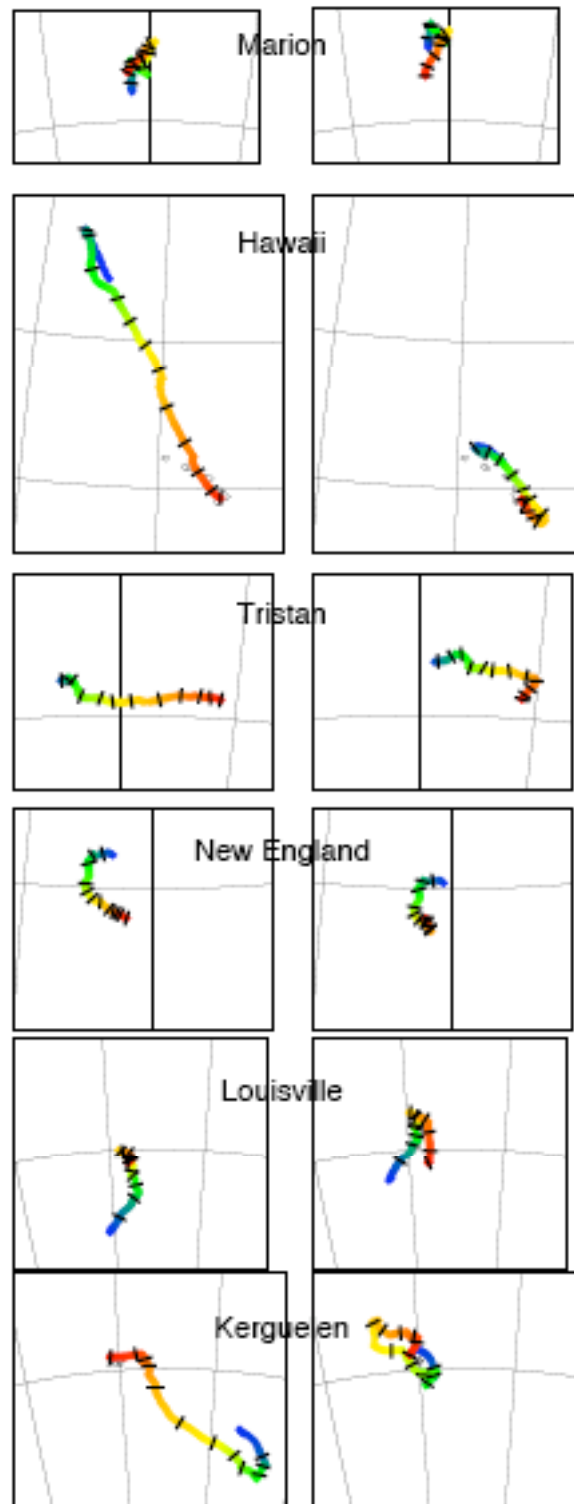 Marion
Hawaii
Tristan
New England
Louisville
Kerguelen